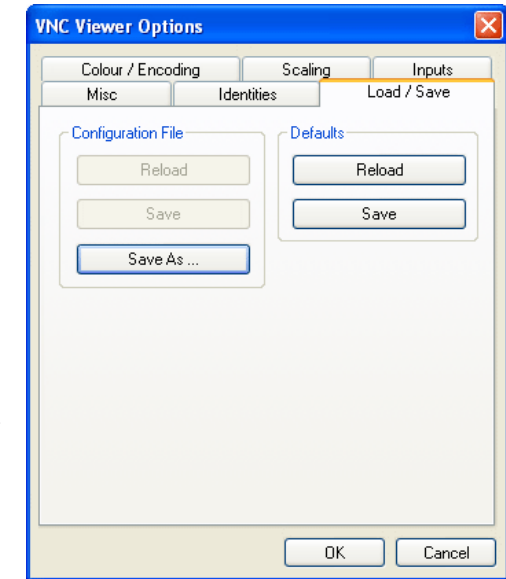 VNC Viewer Options
Colour / Encoding Scaling Inputs
Misc Identities Load / Save
Configuration File Defaults
Reload Reload
Save Save
Save As ...
OK Cancel